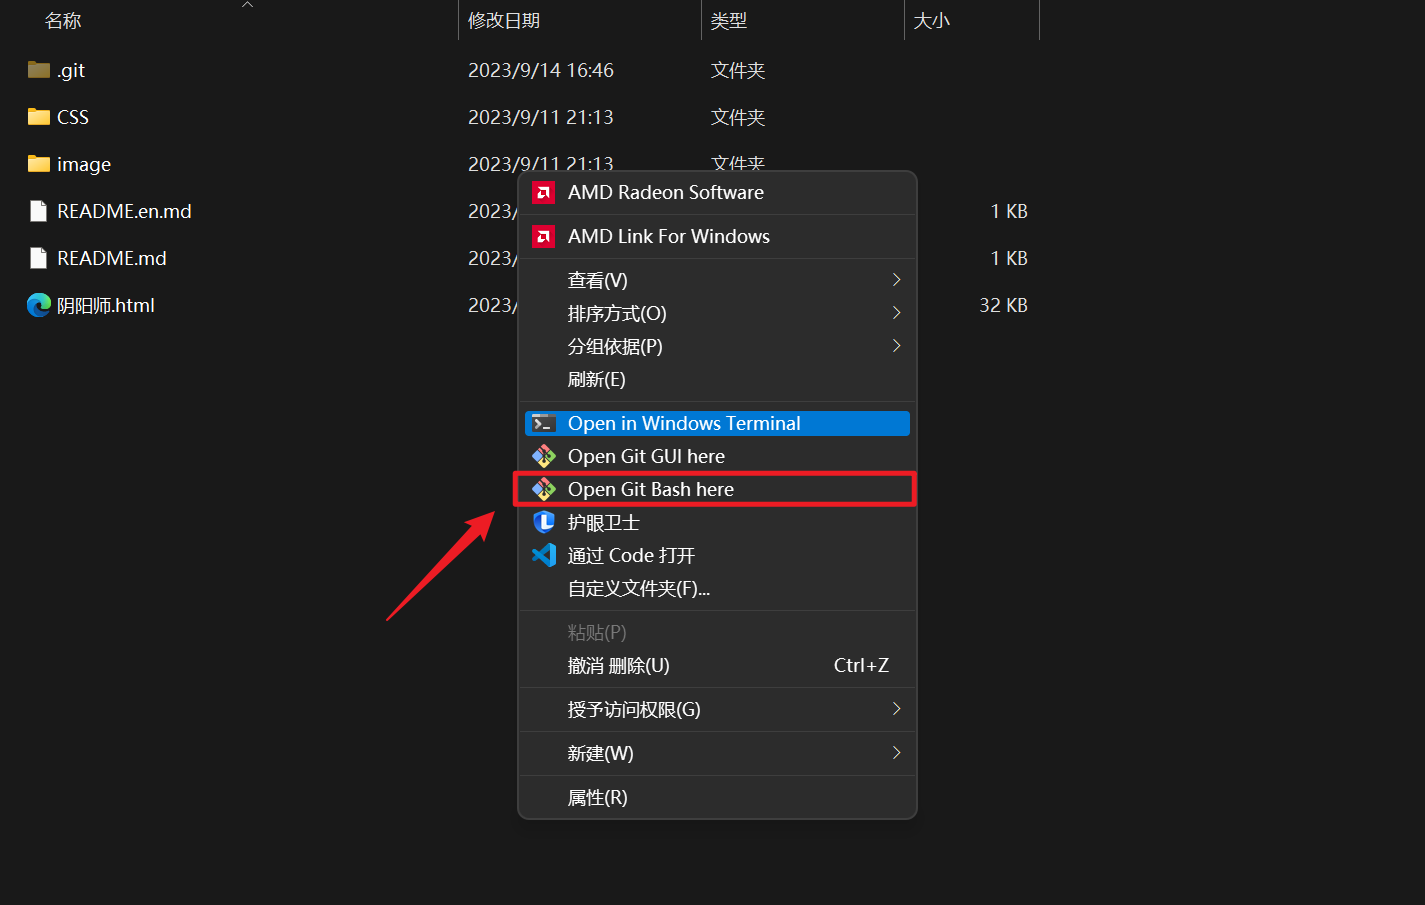 名称 修改日期 类型 大小
.git 2023/9/14 16:46 文件夹
CSS 2023/9/11 21:13 文件夹
image 2023/9/11 21:13 文件夹
README.en.md 2023/ 1 KB
README.md 2023/ 1 KB
阴阳师.html 2023/ 32 KB
AMD Radeon Software
AMD Link For Windows
查看(V)
排序方式(O)
分组依据(P)
刷新(E)
Open in Windows Terminal
Open Git GUI here
Open Git Bash here
护眼卫士
通过 Code 打开
自定义文件夹(F)...
粘贴(P)
撤消 删除(U) Ctrl+Z
授予访问权限(G)
新建(W)
属性(R)